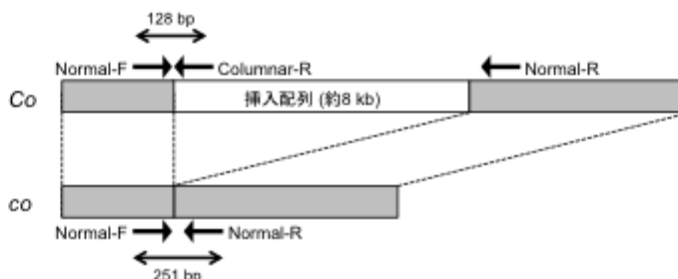 128 bp
Normal-F Columnar-R Normal-R
Co 挿入配列 (約8 kb)
co
Normal-F Normal-R
251 bp